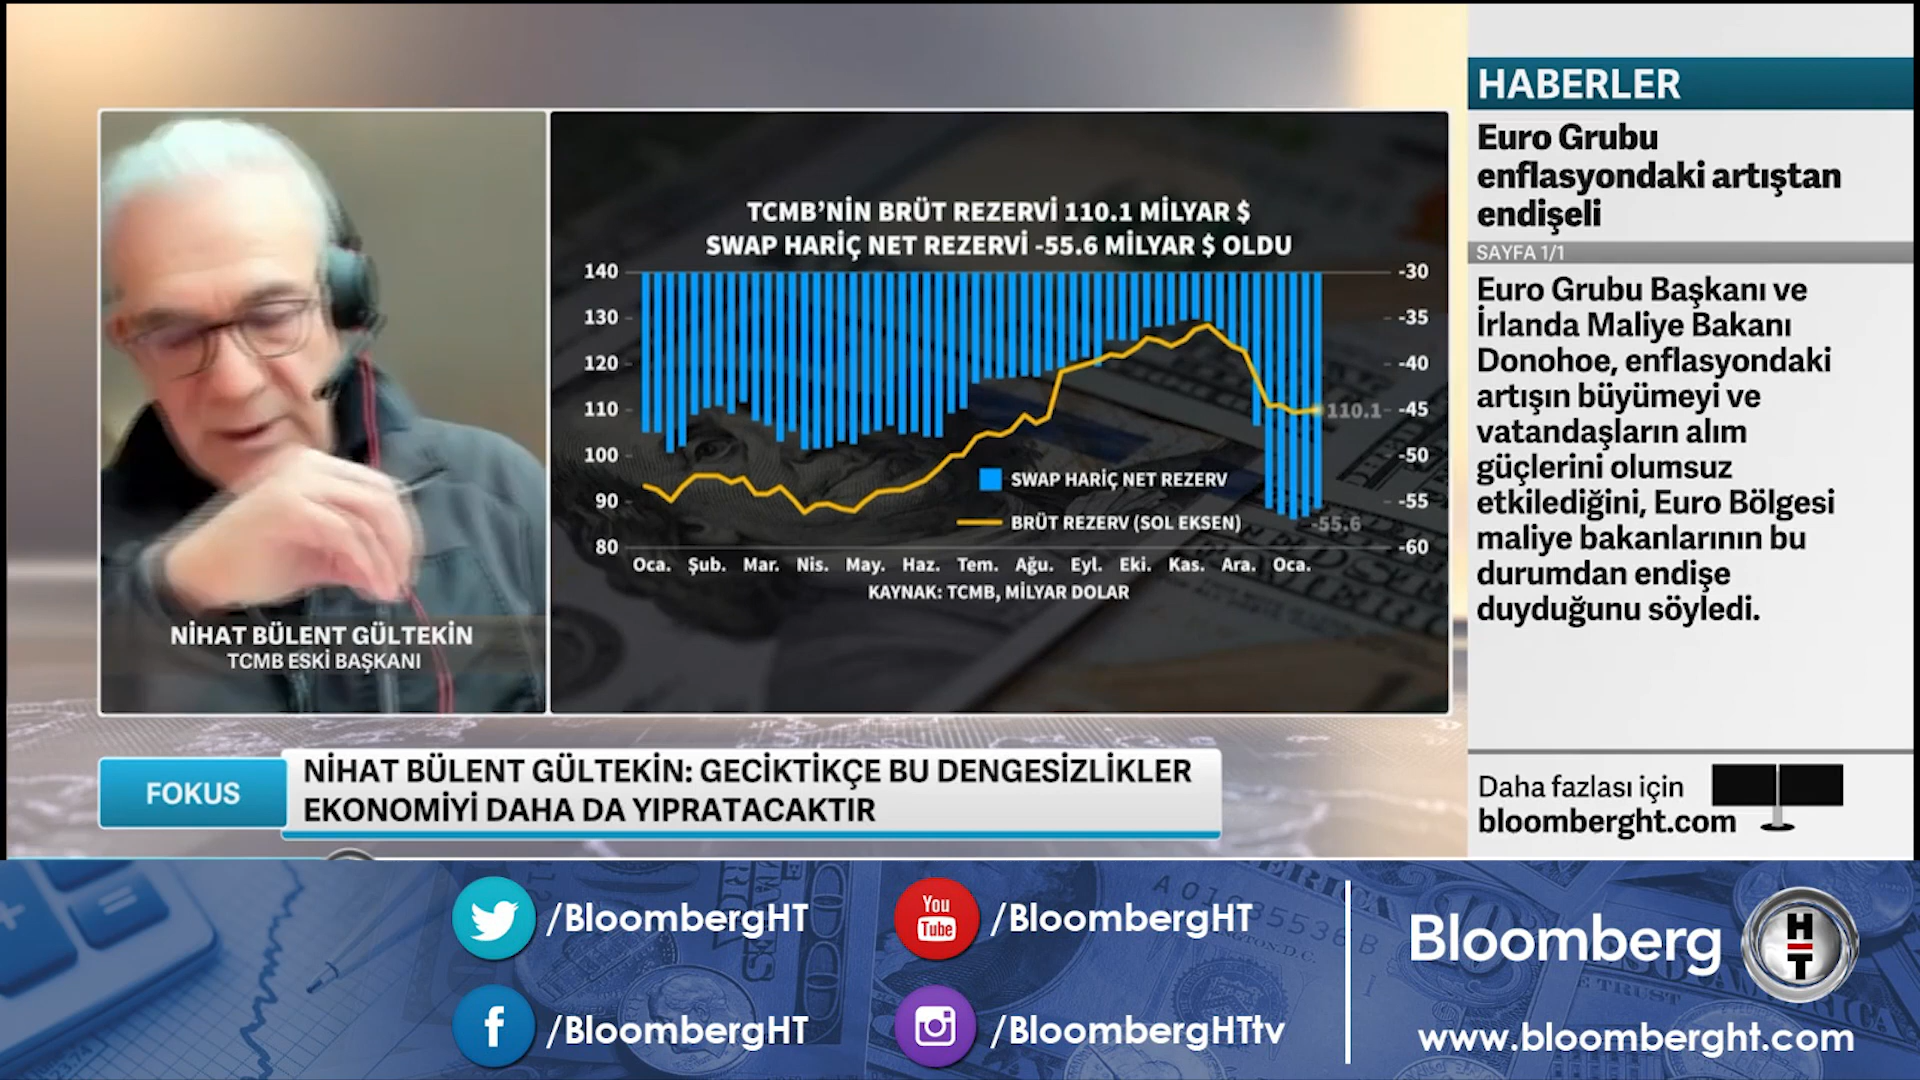 HABERLER
Euro Grubu
enflasyondaki artıştan
endişeli
SAYFA 1/1
Euro Grubu Başkanı ve
İrlanda Maliye Bakanı
Donohoe, enflasyondaki
artışın büyümeyi ve
vatandaşların alım
güçlerini olumsuz
etkilediğini, Euro Bölgesi
maliye bakanlarının bu
durumdan endişe
duyduğunu söyledi.
Daha fazlası için
bloomberght.com
TCMB'NİN BRÜT REZERVİ 110.1 MİLYAR $
SWAP HARİÇ NET REZERVİ -55.6 MİLYAR $ OLDU
140 -30
130 -35
120 -40
110 110.1 -45
100 -50
90 -55
80 -60
-55.6
SWAP HARİÇ NET REZERV
BRÜT REZERV (SOL EKSEN)
Oca. Şub. Mar. Nis. May. Haz. Tem. Ağu. Eyl. Eki. Kas. Ara. Oca.
KAYNAK: TCMB, MİLYAR DOLAR
NİHAT BÜLENT GÜLTEKİN
TCMB ESKİ BAŞKANI
FOKUS
NİHAT BÜLENT GÜLTEKİN: GECİKTİKÇE BU DENGESİZLİKLER
EKONOMİYİ DAHA DA YIPRATACAKTIR
/BloombergHT
You Tube /BloombergHT
f /BloombergHT
/BloombergHTtv
Bloomberg HT
www.bloomberght.com